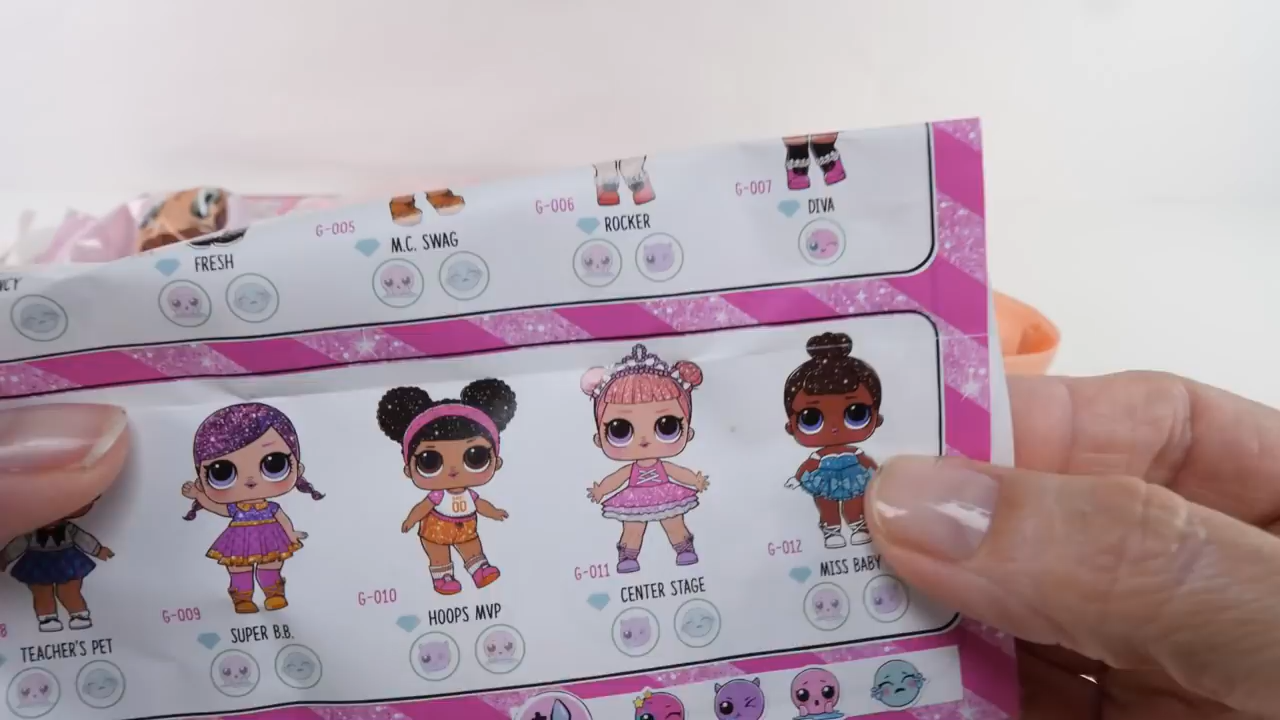 G-005
G-006
G-007
FRESH
M.C. SWAG
ROCKER
DIVA
00
G-009
G-010
G-011
G-012
TEACHER'S PET
SUPER B.B.
HOOPS MVP
CENTER STAGE
MISS BABY